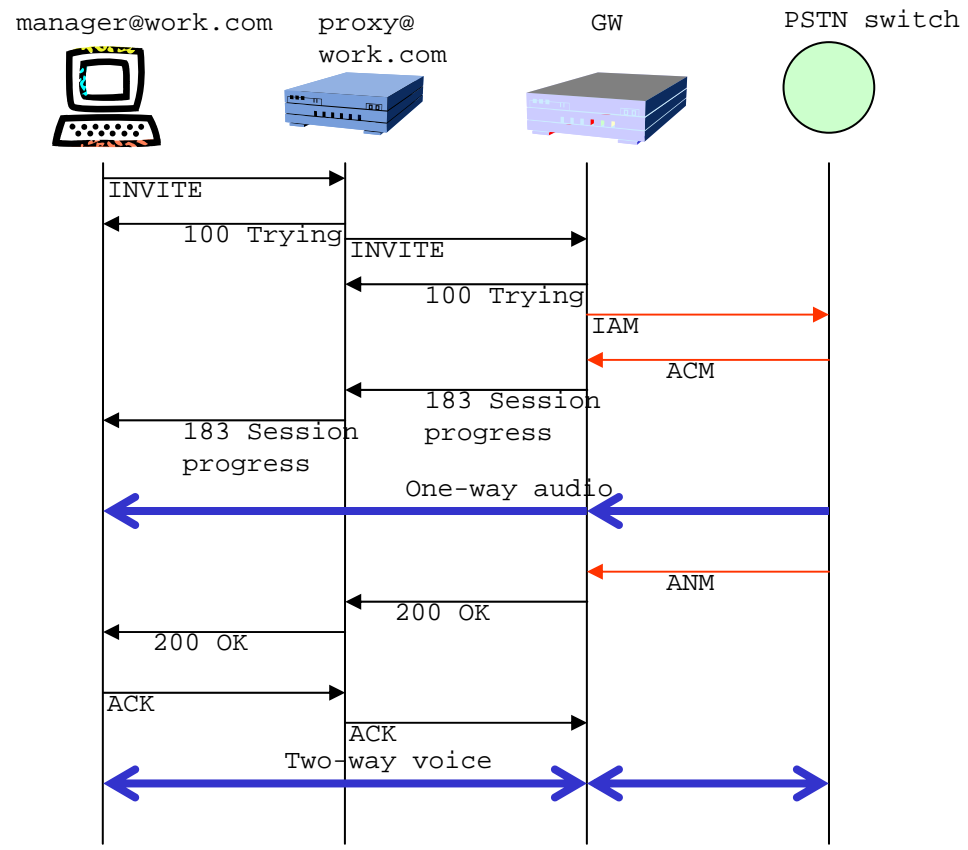 manager@work.com
proxy@
work.com
GW
PSTN switch
INVITE
100 Trying
INVITE
100 Trying
IAM
ACM
183 Session
progress
183 Session
progress
One-way audio
ANM
200 OK
200 OK
ACK
ACK
Two-way voice